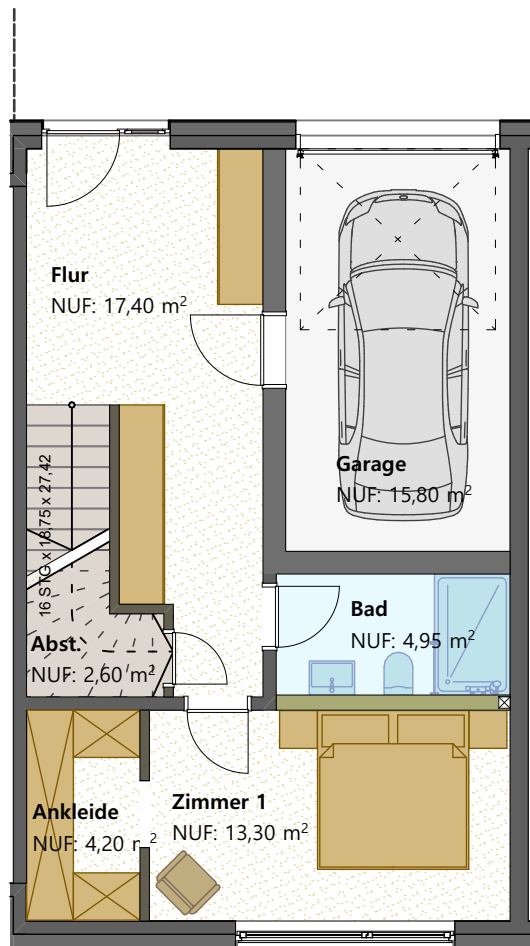 Flur
NUF: 17,40 m²
Garage
NUF: 15,80 m²
16 STG x 18,75 x 27,42
Bad
NUF: 4,95 m²
Abst.
NUF: 2,60 m²
Ankleide
NUF: 4,20 m²
Zimmer 1
NUF: 13,30 m²